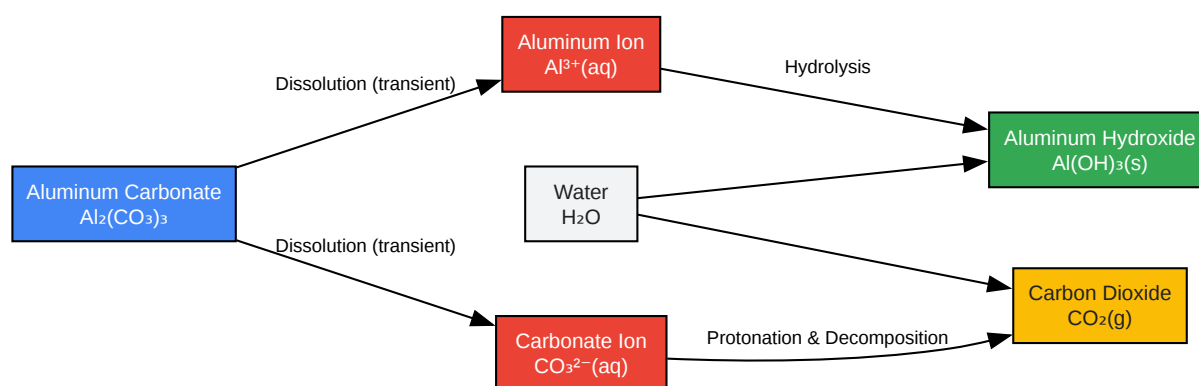 Aluminum Ion
Al³⁺(aq)
Dissolution (transient)
Hydrolysis
Aluminum Hydroxide
Al(OH)₃(s)
Aluminum Carbonate
Al₂(CO₃)₃
Water
H₂O
Dissolution (transient)
Carbon Dioxide
CO₂(g)
Carbonate Ion
CO₃²⁻(aq)
Protonation & Decomposition